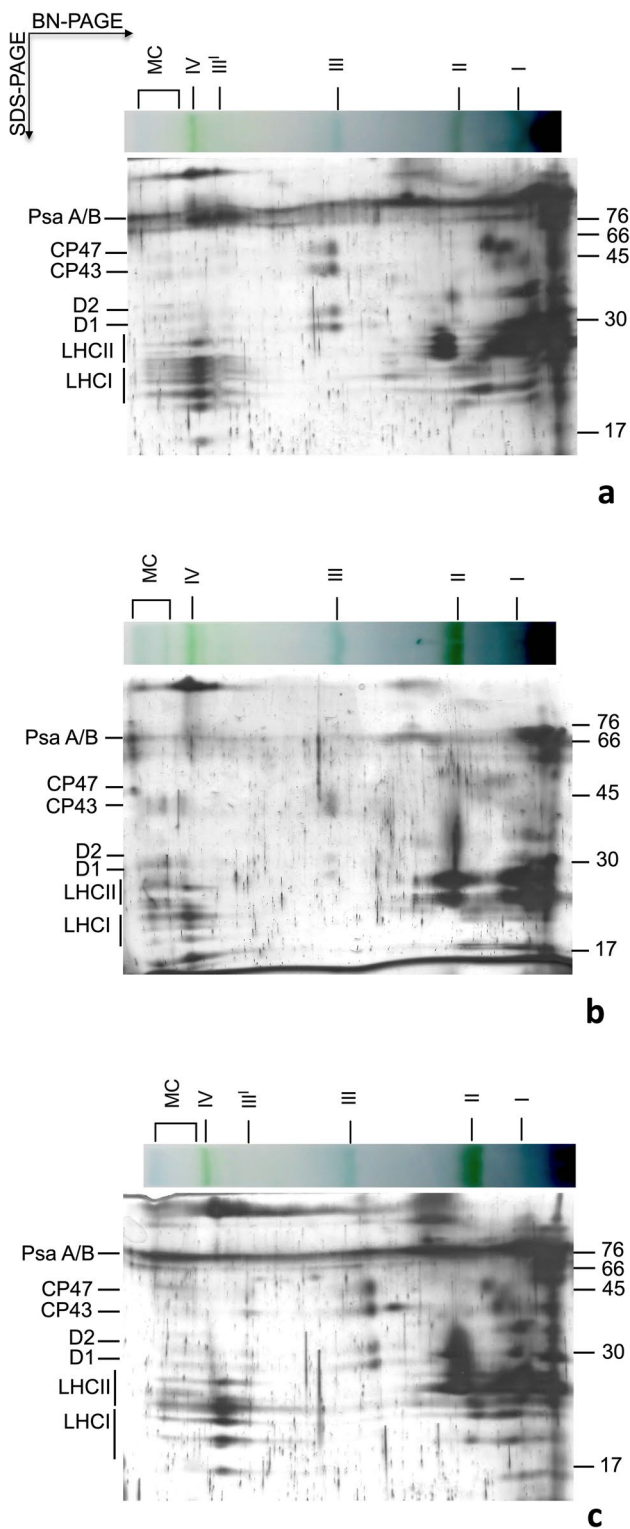 BN-PAGE
SDS-PAGE
MC IV III' III II I
Psa A/B
CP47
CP43
D2
D1
LHCII
LHCI
76
66
45
30
17
a
MC IV III II I
Psa A/B
CP47
CP43
D2
D1
LHCII
LHCI
76
66
45
30
17
b
MC IV III' III II I
Psa A/B
CP47
CP43
D2
D1
LHCII
LHCI
76
66
45
30
17
c